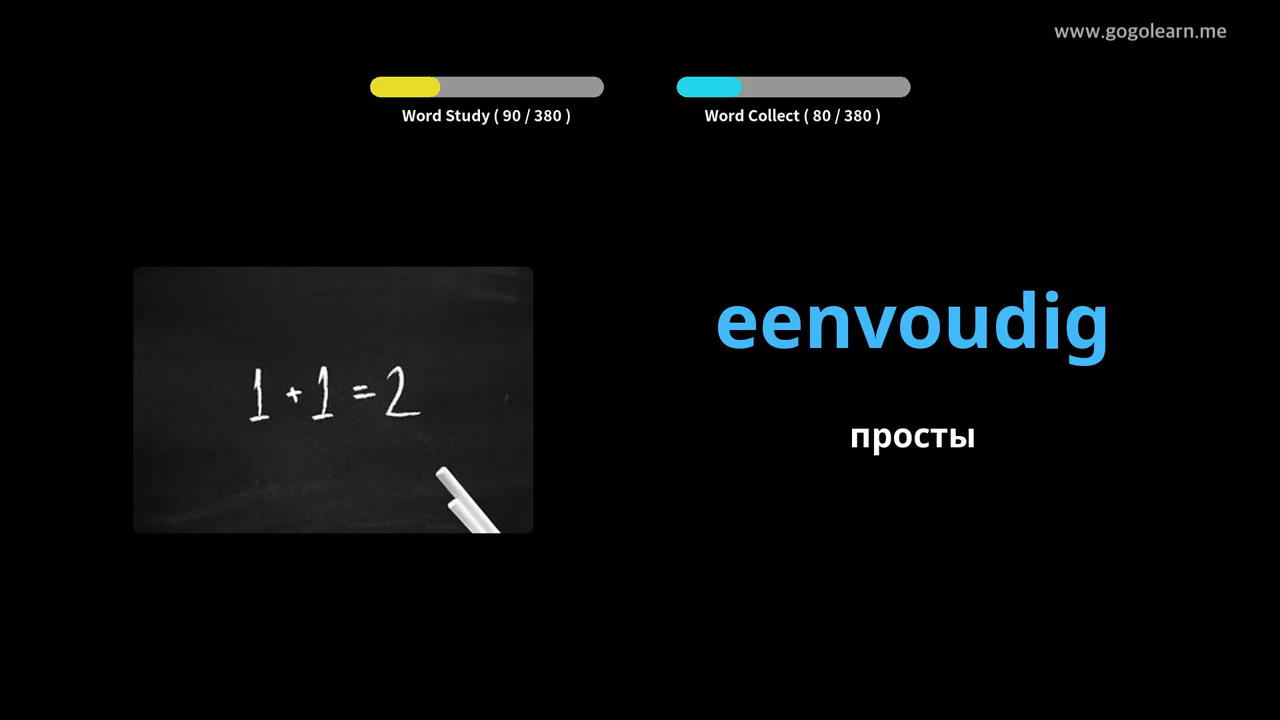 www.gogolearn.me
Word Study ( 90 / 380 )
Word Collect ( 80 / 380 )
1 + 1 = 2
eenvoudig
просты